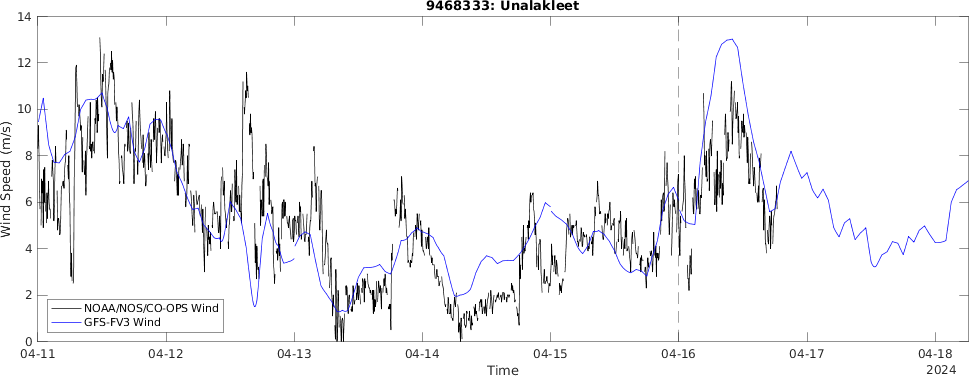 9468333: Unalakleet
Wind Speed (m/s)
14
12
10
8
6
4
2
0
NOAA/NOS/CO-OPS Wind
GFS-FV3 Wind
04-11 04-12 04-13 04-14 04-15 04-16 04-17 04-18
Time
2024